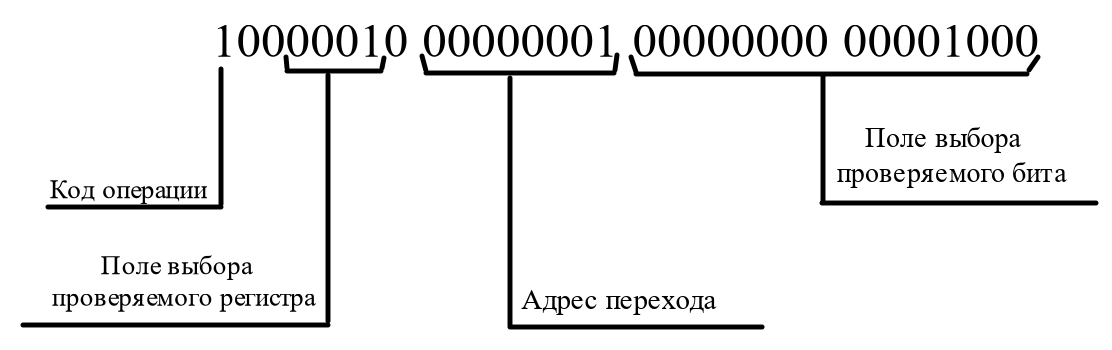 10000010 00000001 00000000 00001000
Поле выбора
проверяемого бита
Код операции
Поле выбора
проверяемого регистра
Адрес перехода